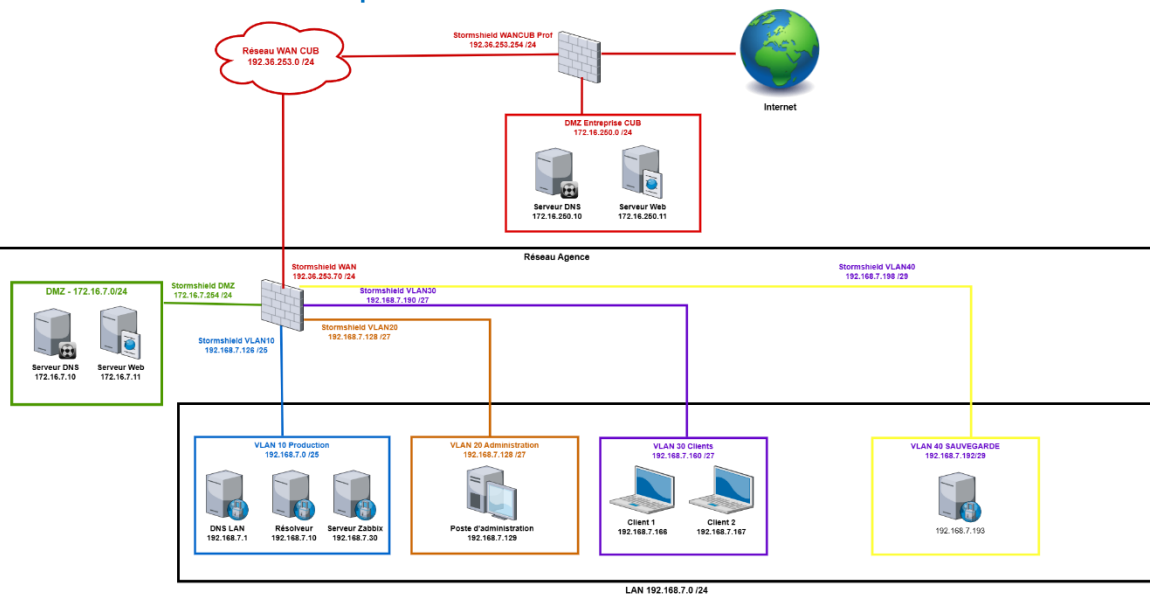 Stormshield WANCUB Prof
192.36.253.254 /24
Réseau WAN CUB
192.36.253.0 /24
Internet
DMZ Entreprise CUB
172.16.250.0 /24
Serveur DNS
172.16.250.10
Serveur Web
172.16.250.11
Réseau Agence
Stormshield WAN
192.36.253.70 /24
Stormshield VLAN40
192.168.7.198 /29
DMZ - 172.16.7.0/24
Stormshield DMZ
172.16.7.254 /24
Stormshield VLAN30
192.168.7.190 /27
Stormshield VLAN20
192.168.7.128 /27
Stormshield VLAN10
192.168.7.126 /25
Serveur DNS
172.16.7.10
Serveur Web
172.16.7.11
VLAN 10 Production
192.168.7.0 /25
DNS LAN
192.168.7.1
Résolveur
192.168.7.10
Serveur Zabbix
192.168.7.30
VLAN 20 Administration
192.168.7.128 /27
Poste d'administration
192.168.7.129
VLAN 30 Clients
192.168.7.160 /27
Client 1
192.168.7.166
Client 2
192.168.7.167
VLAN 40 SAUVEGARDE
192.168.7.192/29
192.168.7.193
LAN 192.168.7.0 /24